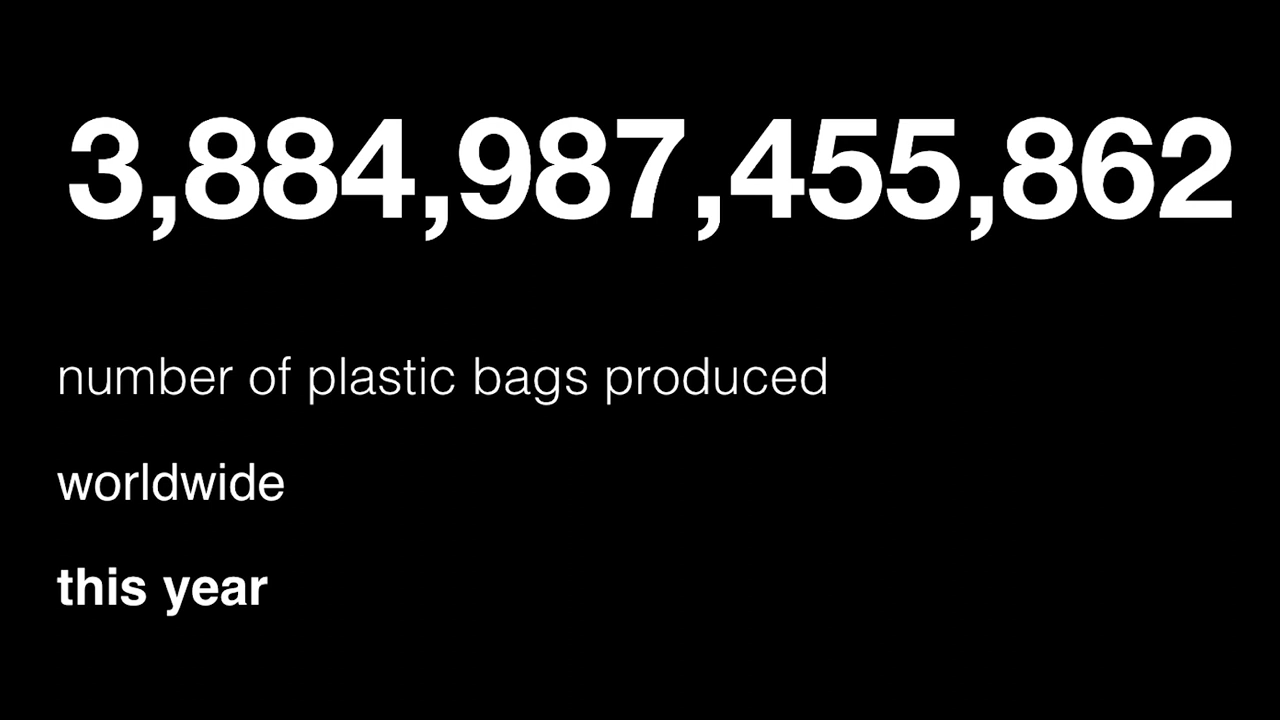 3,884,987,455,862
number of plastic bags produced
worldwide
this year